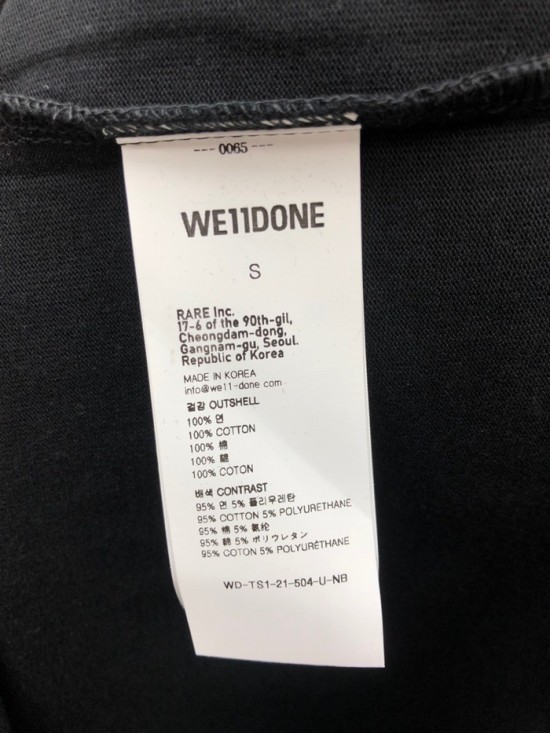 --- 0065 ---
WE11DONE
S
RARE Inc.
17-6 of the 90th-gil,
Cheongdam-dong,
Gangnam-gu, Seoul.
Republic of Korea
MADE IN KOREA
info@we11-done.com
겉감 OUTSHELL
100% 면
100% COTTON
100% 棉
100% 綿
100% COTON
배색 CONTRAST
95% 면 5% 폴리우레탄
95% COTTON 5% POLYURETHANE
95% 棉 5% 氨纶
95% 綿 5% ポリウレタン
95% COTON 5% POLYURÉTHANE
WD-TS1-21-504-U-NB